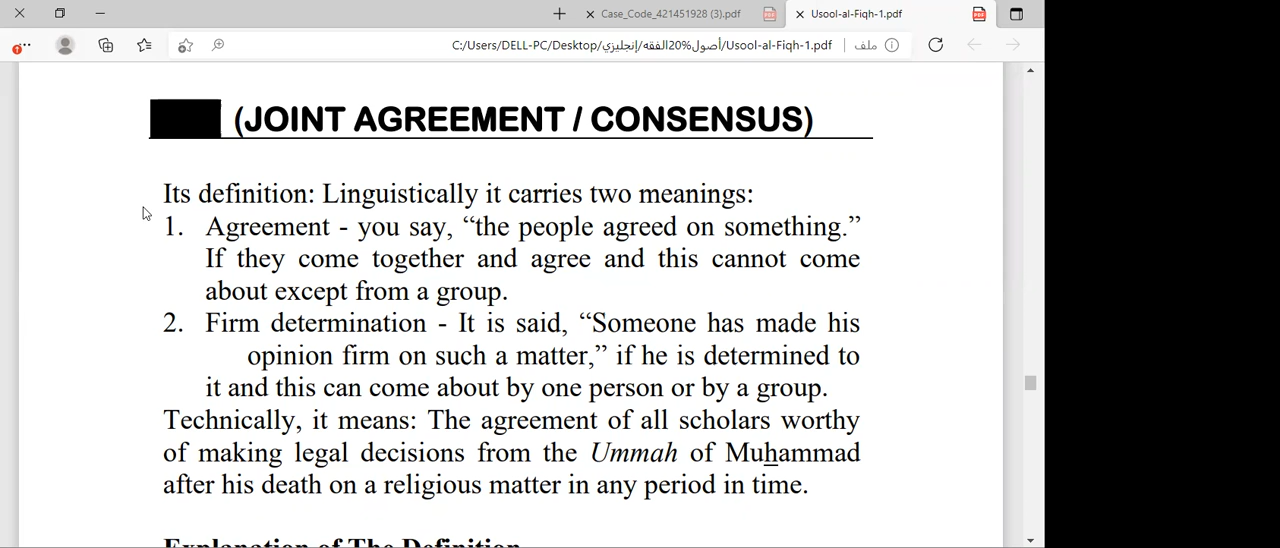 Case_Code_421451928 (3).pdf
Usool-al-Fiqh-1.pdf
C:/Users/DELL-PC/Desktop/إنجليزي/أصول%20الفقه/Usool-al-Fiqh-1.pdf
ملف
(JOINT AGREEMENT / CONSENSUS)
Its definition: Linguistically it carries two meanings:
1. Agreement - you say, “the people agreed on something.”
If they come together and agree and this cannot come
about except from a group.
2. Firm determination - It is said, “Someone has made his
opinion firm on such a matter,” if he is determined to
it and this can come about by one person or by a group.
Technically, it means: The agreement of all scholars worthy
of making legal decisions from the Ummah of Muhammad
after his death on a religious matter in any period in time.
Explanation of The Definition